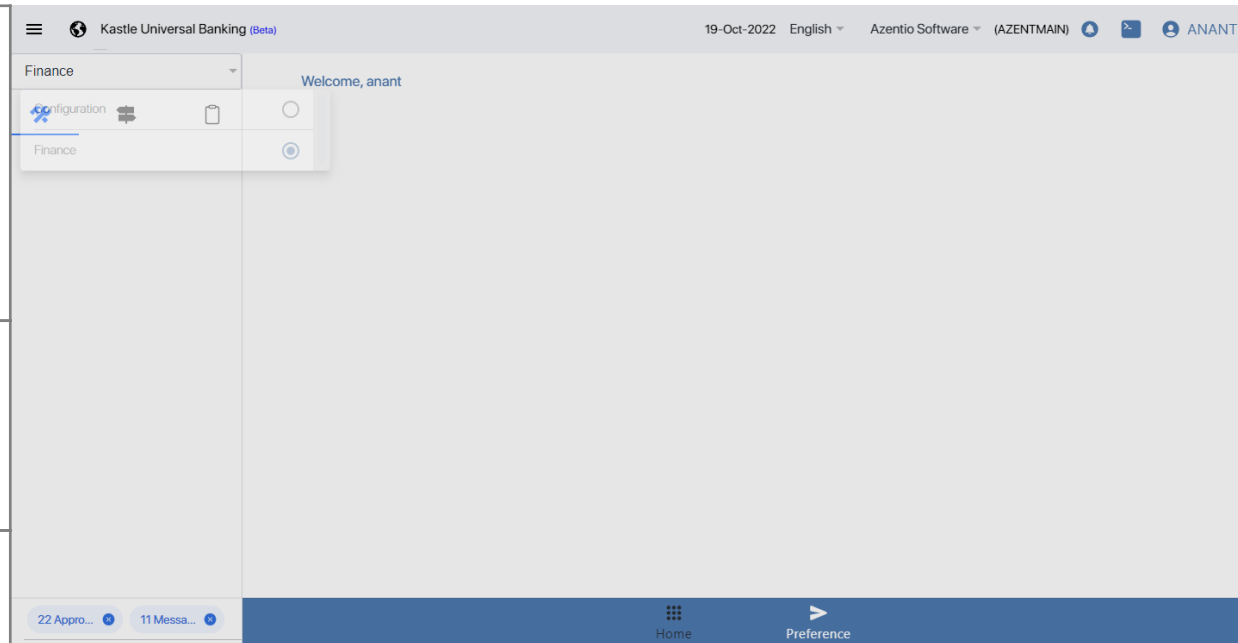 Kastle Universal Banking (Beta) 19-Oct-2022 English Azentio Software (AZENTMAIN) ANANT
Finance
Welcome, anant
Configuration
Finance
22 Appro... 11 Messa...
Home Preference